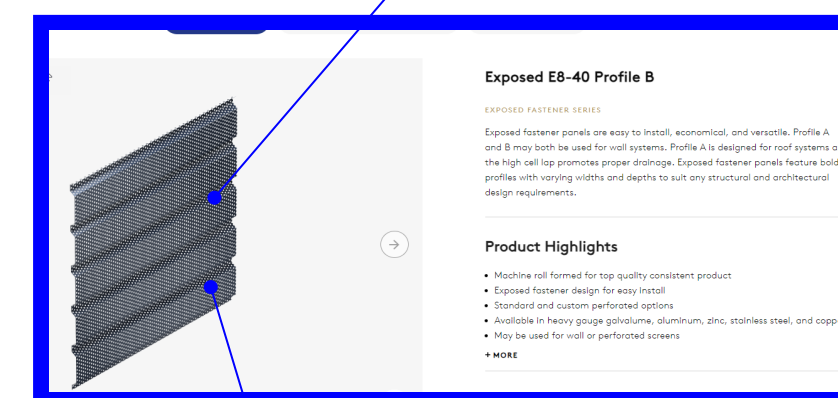 Exposed E8-40 Profile B
EXPOSED FASTENER SERIES
Exposed fastener panels are easy to install, economical, and versatile. Profile A
and B may both be used for wall systems. Profile A is designed for roof systems a
the high cell lap promotes proper drainage. Exposed fastener panels feature bold
profiles with varying widths and depths to suit any structural and architectural
design requirements.
Product Highlights
• Machine roll formed for top quality consistent product
• Exposed fastener design for easy install
• Standard and custom perforated options
• Available in heavy gauge galvalume, aluminum, zinc, stainless steel, and copp
• May be used for wall or perforated screens
+ MORE